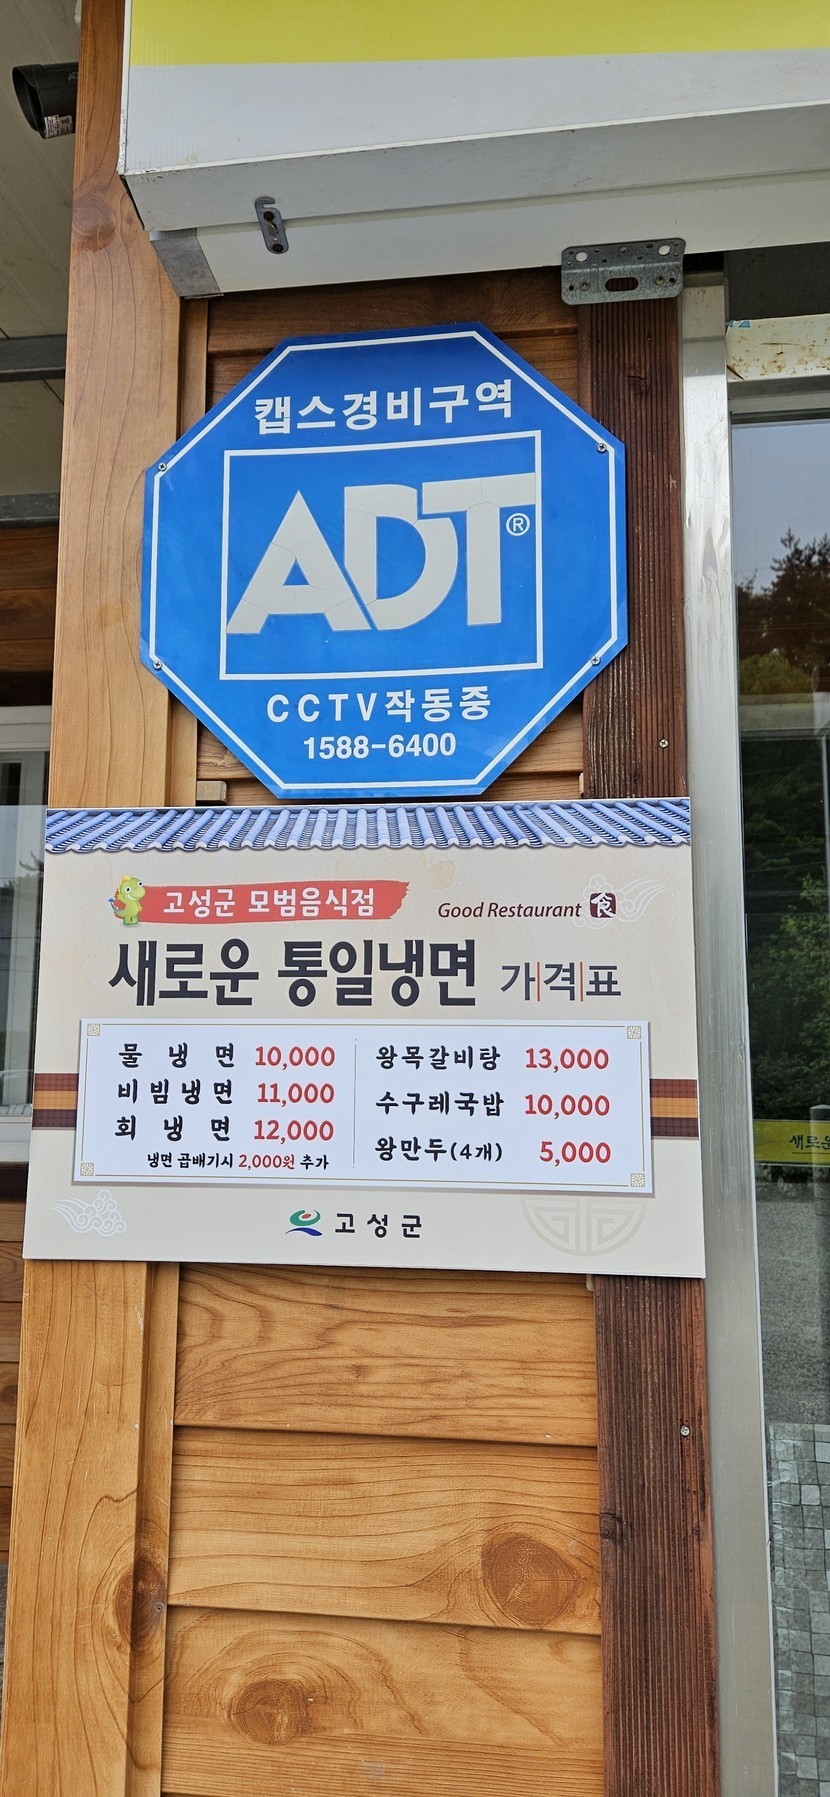 캡스경비구역
ADT®
CCTV작동중
1588-6400
고성군 모범음식점
Good Restaurant 食
새로운 통일냉면 가격표
물냉면 10,000
비빔냉면 11,000
회냉면 12,000
냉면 곱배기시 2,000원 추가
왕목갈비탕 13,000
수구레국밥 10,000
왕만두(4개) 5,000
고성군
새로운